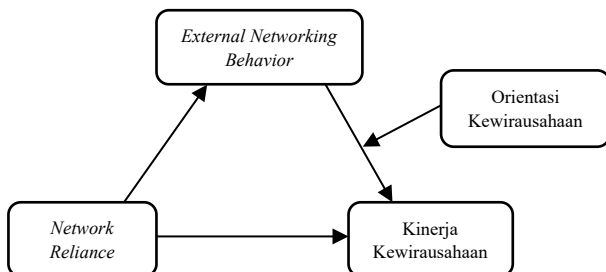 External Networking
Behavior
Orientasi
Kewirausahaan
Network
Reliance
Kinerja
Kewirausahaan